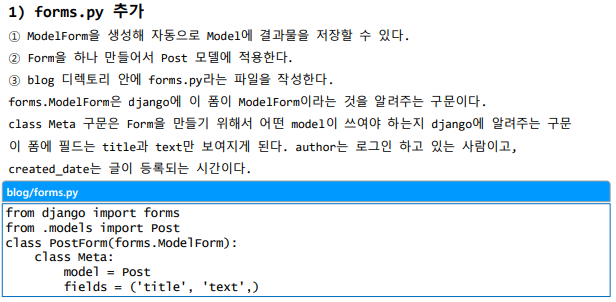 1) forms.py 추가
① ModelForm을 생성해 자동으로 Model에 결과물을 저장할 수 있다.
② Form을 하나 만들어서 Post 모델에 적용한다.
③ blog 디렉토리 안에 forms.py라는 파일을 작성한다.
forms.ModelForm은 django에 이 폼이 ModelForm이라는 것을 알려주는 구문이다.
class Meta 구문은 Form을 만들기 위해서 어떤 model이 쓰여야 하는지 django에 알려주는 구문
이 폼에 필드는 title과 text만 보여지게 된다. author는 로그인 하고 있는 사람이고,
created_date는 글이 등록되는 시간이다.
blog/forms.py
from django import forms
from .models import Post
class PostForm(forms.ModelForm):
    class Meta:
        model = Post
        fields = ('title', 'text',)